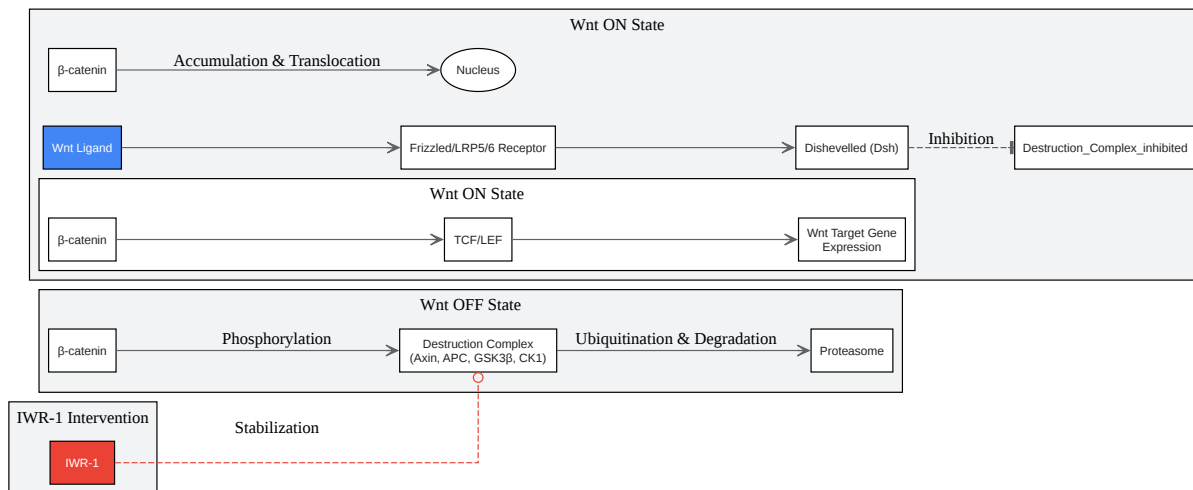 Wnt ON State
β-catenin
Accumulation & Translocation
Nucleus
Wnt Ligand
Frizzled/LRP5/6 Receptor
Dishevelled (Dsh)
Inhibition
Destruction_Complex_inhibited
Wnt ON State
β-catenin
TCF/LEF
Wnt Target Gene
Expression
Wnt OFF State
β-catenin
Phosphorylation
Destruction Complex
(Axin, APC, GSK3β, CK1)
Ubiquitination & Degradation
Proteasome
IWR-1 Intervention
Stabilization
IWR-1